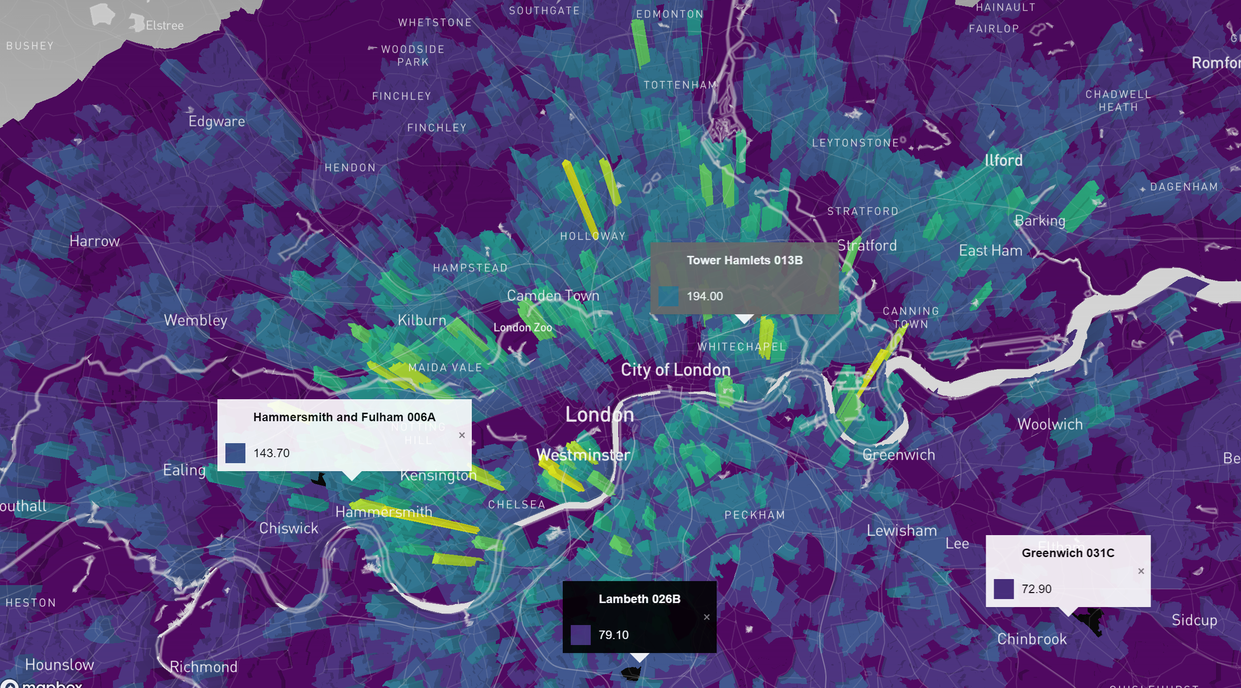 SOUTHGATE
HAINAULT
EDMONTON
WHETSTONE
Elstree
FAIRLOP
BUSHEY
WOODSIDE
PARK
Romfo
TOTTENHAM
FINCHLEY
CHADWELL
HEATH
Edgware
FINCHLEY
LEYTONSTONE
Ilford
HENDON
DAGENHAM
STRATFORD
Barking
HOLLOWAY
Harrow
Stratford
East Ham
Tower Hamlets 013B
HAMPSTEAD
194.00
Camden Town
CANNING
TOWN
Wembley
Kilburn
London Zoo
WHITECHAPEL
MAIDA VALE
City of London
Hammersmith and Fulham 006A
×
143.70
NOTTING
HILL
London
Woolwich
Westminster
Greenwich
Be
Ealing
Kensington
CHELSEA
outhall
Hammersmith
PECKHAM
Chiswick
Lewisham
Lee
Greenwich 031C
×
72.90
Lambeth 026B
×
79.10
HESTON
Sidcup
Chinbrook
Hounslow
Richmond
mapbox